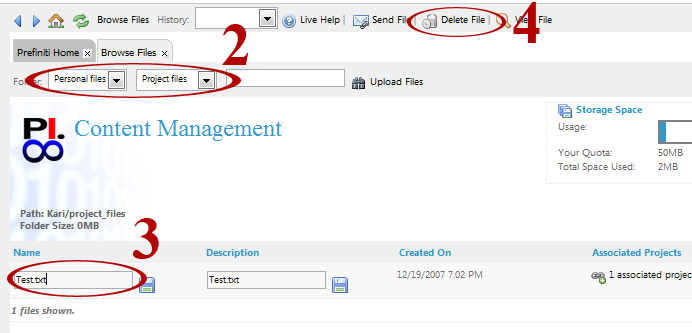 Browse Files History: Live Help | Send File | Delete File | View File
4
Prefiniti Home x Browse Files x
2
Folder: Personal files Project files Upload Files
PI.
Content Management
Storage Space
Usage:
Your Quota: 50MB
Total Space Used: 2MB
Path: Kari/project_files
Folder Size: 0MB
3
Name Description Created On Associated Projects
Test.txt Test.txt 12/19/2007 7:02 PM 1 associated projec
1 files shown.